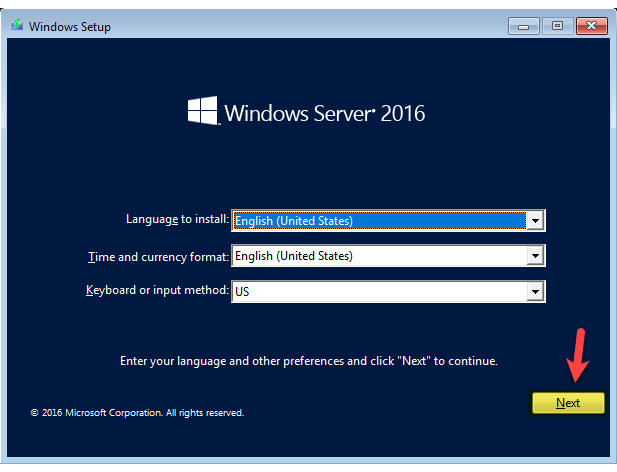 Windows Setup
Windows Server® 2016
Language to install: English (United States)
Time and currency format: English (United States)
Keyboard or input method: US
Enter your language and other preferences and click "Next" to continue.
© 2016 Microsoft Corporation. All rights reserved.
Next